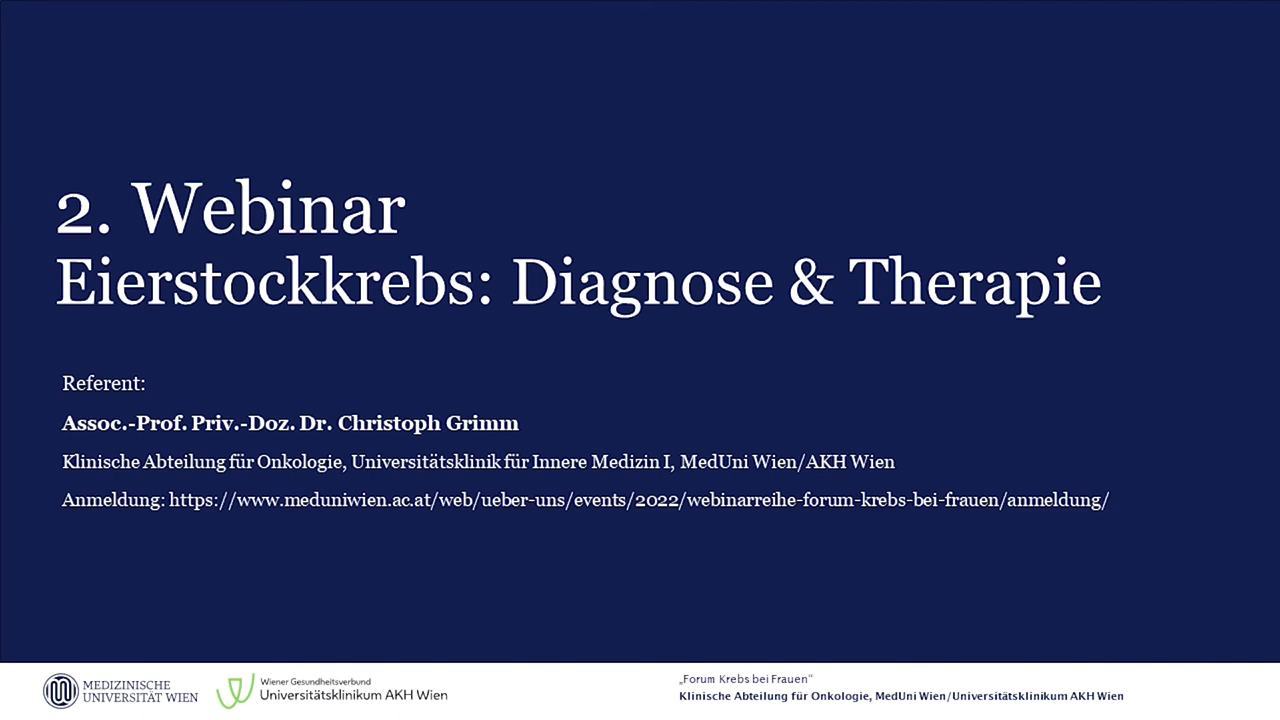 2. Webinar
Eierstockkrebs: Diagnose & Therapie
Referent:
Assoc.-Prof. Priv.-Doz. Dr. Christoph Grimm
Klinische Abteilung für Onkologie, Universitätsklinik für Innere Medizin I, MedUni Wien/AKH Wien
Anmeldung: https://www.meduniwien.ac.at/web/ueber-uns/events/2022/webinarreihe-forum-krebs-bei-frauen/anmeldung/
MEDIZINISCHE
UNIVERSITÄT WIEN
Wiener Gesundheitsverbund
Universitätsklinikum AKH Wien
„Forum Krebs bei Frauen“
Klinische Abteilung für Onkologie, MedUni Wien/Universitätsklinikum AKH Wien